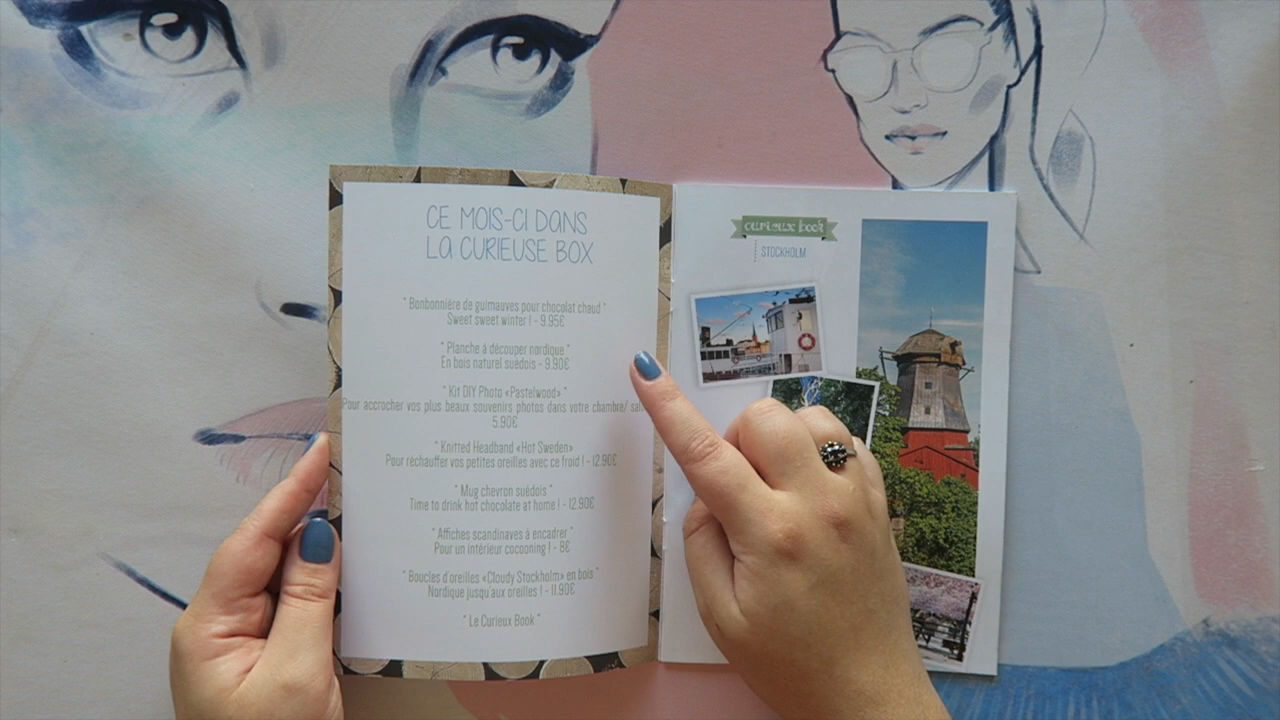 CE MOIS-CI DANS
LA CURIEUSE BOX
" Bonbonnière de guimauves pour chocolat chaud "
Sweet sweet winter ! - 9.95€
" Planche à découper nordique "
En bois naturel suédois - 9.90€
" Kit DIY Photo «Pastelwood» "
Pour accrocher vos plus beaux souvenirs photos dans votre chambre/
5.90€
" Knitted Headband «Hot Sweden»
Pour réchauffer vos petites oreilles avec ce froid ! - 12.90€
" Mug chevron suédois "
Time to drink hot chocolate at home ! - 12.90€
" Affiches scandinaves à encadrer "
Pour un intérieur cocooning ! - 8€
" Boucles d'oreilles «Cloudy Stockholm» en bois "
Nordique jusqu'aux oreilles ! - 11.90€
" Le Curieux Book "
curieux book
STOCKHOLM